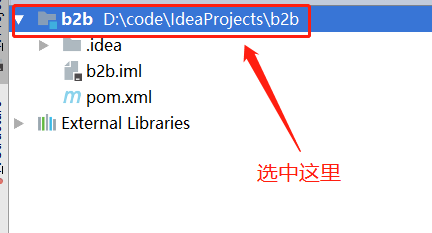 b2b D:\code\IdeaProjects\b2b
.idea
b2b.iml
m pom.xml
External Libraries
选中这里